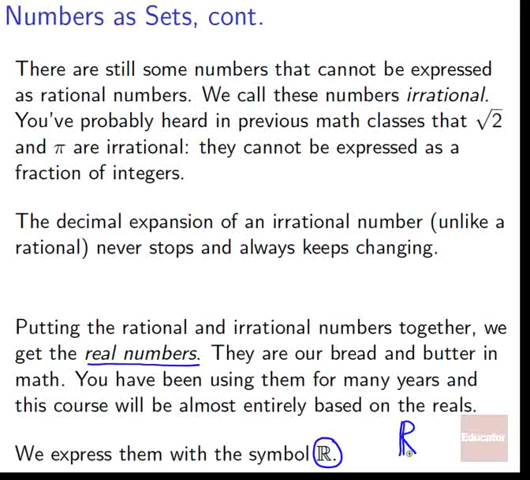 Numbers as Sets, cont.
There are still some numbers that cannot be expressed
as rational numbers. We call these numbers irrational.
You've probably heard in previous math classes that √2
and π are irrational: they cannot be expressed as a
fraction of integers.
The decimal expansion of an irrational number (unlike a
rational) never stops and always keeps changing.
Putting the rational and irrational numbers together, we
get the real numbers. They are our bread and butter in
math. You have been using them for many years and
this course will be almost entirely based on the reals.
We express them with the symbol ℝ.
ℝ
Educator